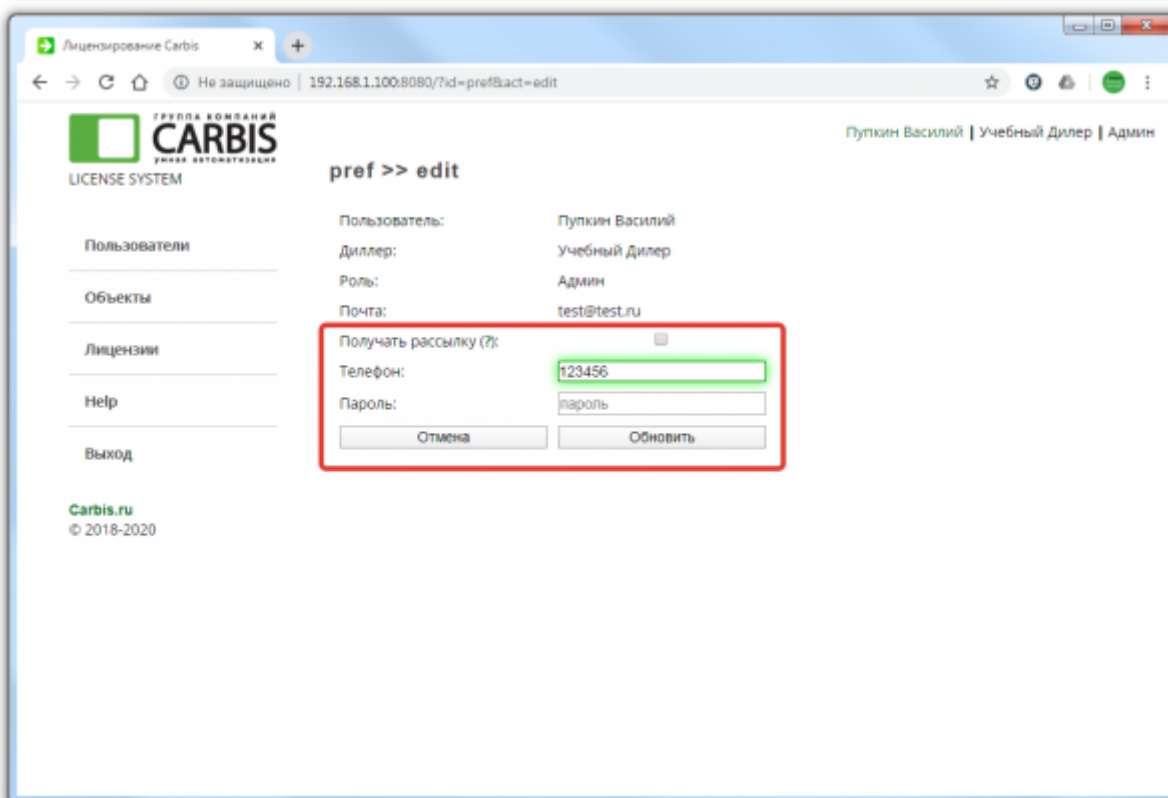 Лицензирование Carbis
Не защищено | 192.168.1.100:8080/?id=pref&act=edit
ГРУППА КОМПАНИЙ
CARBIS
умная автоматизация
LICENSE SYSTEM
Пупкин Василий | Учебный Дилер | Админ
pref >> edit
Пользователи
Объекты
Лицензии
Help
Выход
Carbis.ru
© 2018-2020
Пользователь: Пупкин Василий
Диллер: Учебный Дилер
Роль: Админ
Почта: test@test.ru
Получать рассылку (?):
Телефон: 123456
Пароль: пароль
Отмена Обновить